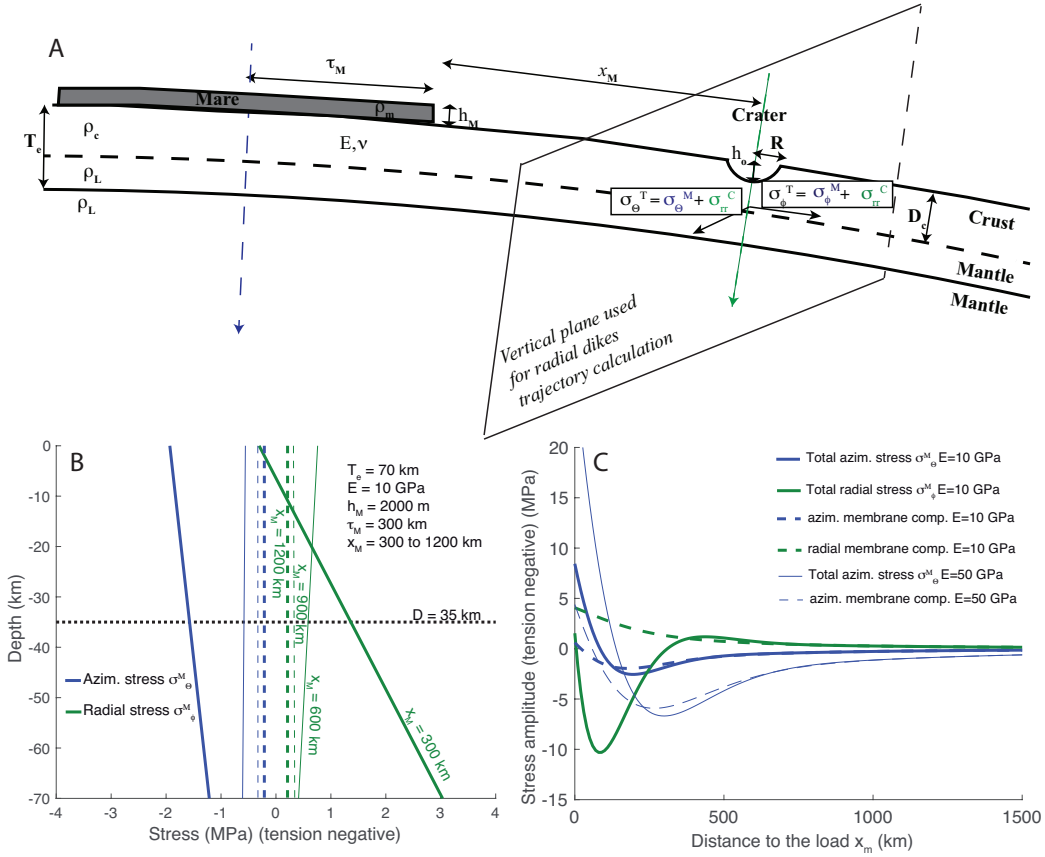 A
τM
xM
Mare
ρm
hM
Crater
ρc
Te
E,ν
ho
R
ρL
ρL
σΘT = σΘM + σrrC
σϕT = σϕM + σrrC
Dc
Crust
Mantle
Mantle
Vertical plane used
for radial dikes
trajectory calculation
B
0
-10
-20
-30
-40
-50
-60
-70
Depth (km)
-4
-3
-2
-1
0
1
2
3
4
Stress (MPa) (tension negative)
Te = 70 km
E = 10 GPa
hM = 2000 m
τM = 300 km
xM = 300 to 1200 km
xM = 1200 km
xM = 900 km
xM = 600 km
xM = 300 km
D = 35 km
Azim. stress σMΘ
Radial stress σMϕ
C
20
15
10
5
0
-5
-10
-15
Stress amplitude (tension negative) (MPa)
0
500
1000
1500
Distance to the load xm (km)
Total azim. stress σMΘ E=10 GPa
Total radial stress σMϕ E=10 GPa
azim. membrane comp. E=10 GPa
radial membrane comp. E=10 GPa
Total azim. stress σMΘ E=50 GPa
azim. membrane comp. E=50 GPa